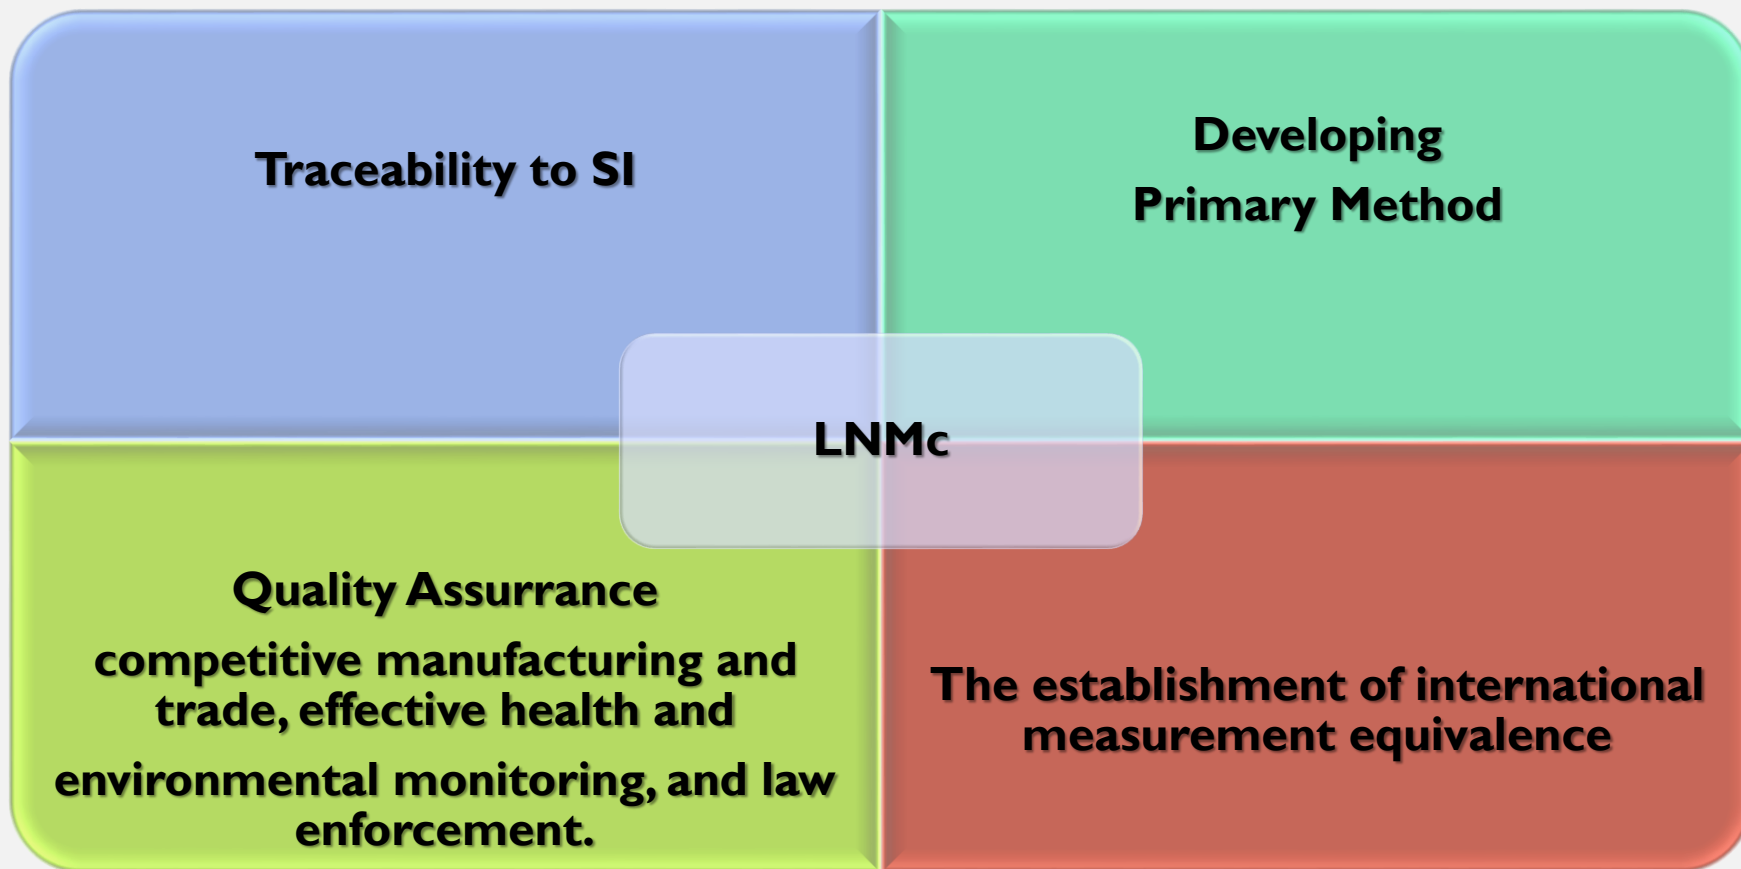 Traceability to SI
Developing
Primary Method
LNMc
Quality Assurrance
competitive manufacturing and
trade, effective health and
environmental monitoring, and law
enforcement.
The establishment of international
measurement equivalence